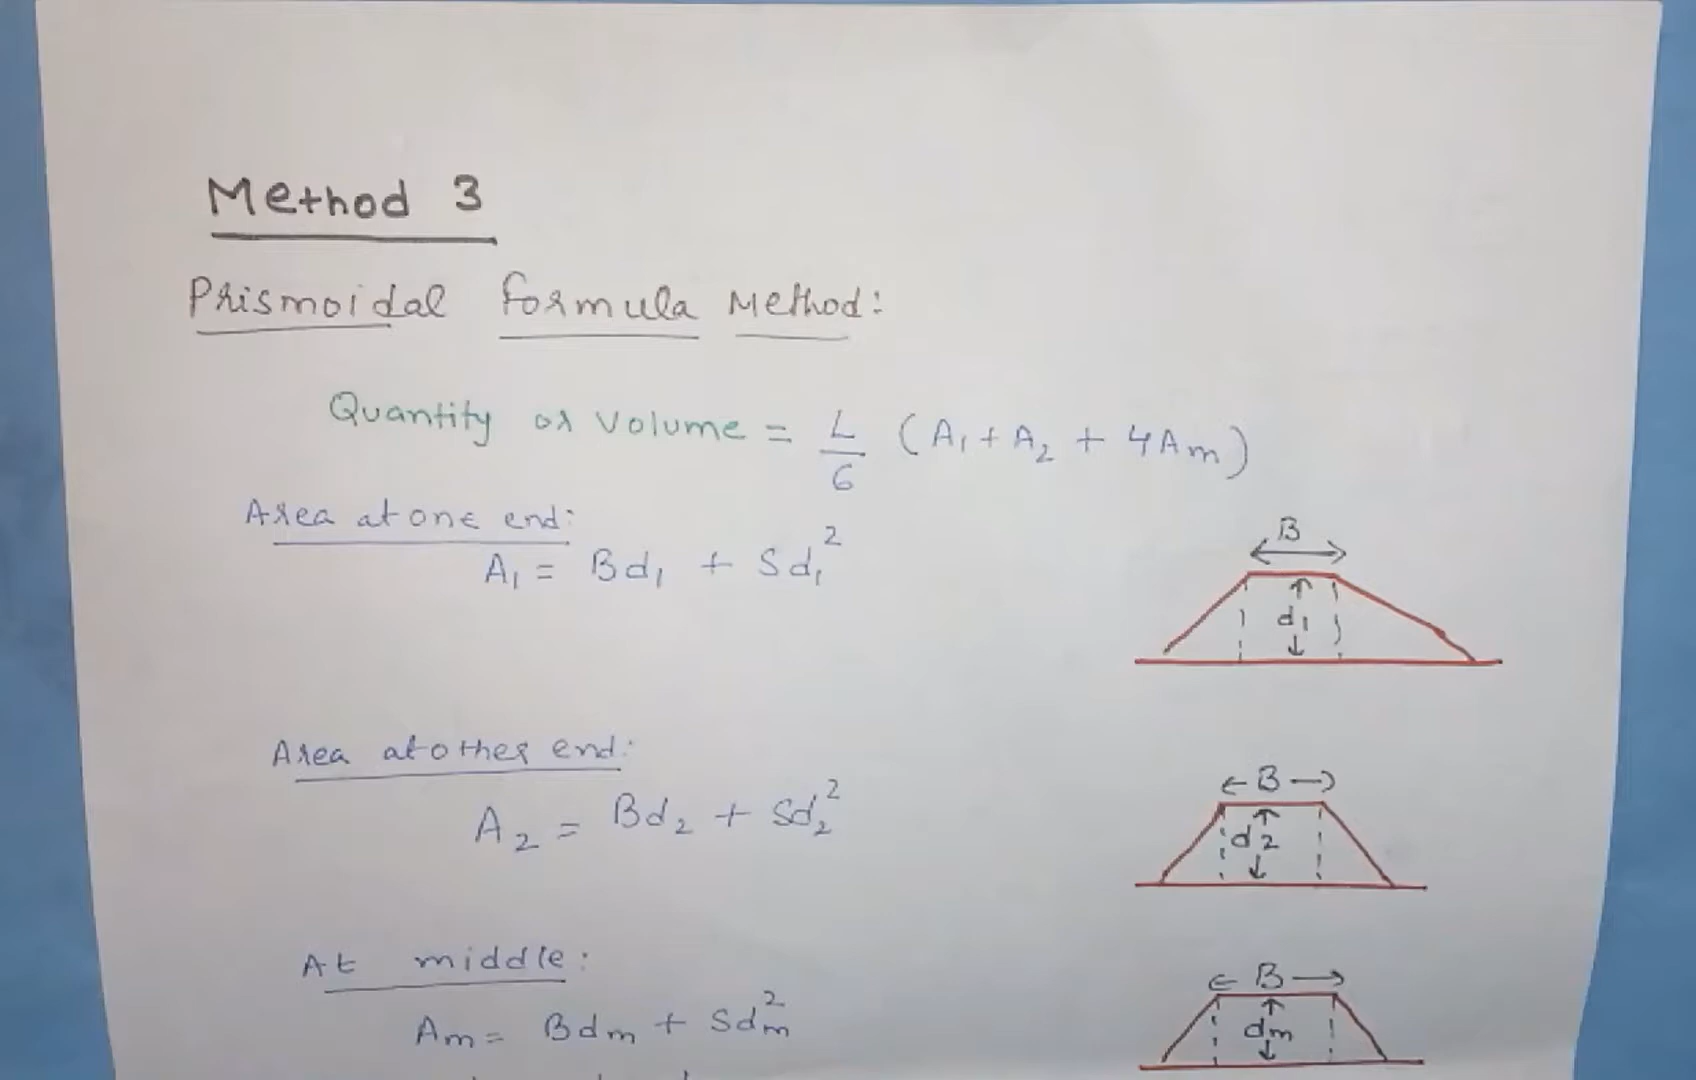 Method 3
Prismoidal formula Method:
Quantity or Volume = L/6 (A₁ + A₂ + 4Am)
Area at one end:
A₁ = Bd₁ + Sd₁²
B
d₁
Area at other end:
A₂ = Bd₂ + Sd₂²
B
d₂
At middle:
Am = Bdm + Sdm²
B
dm